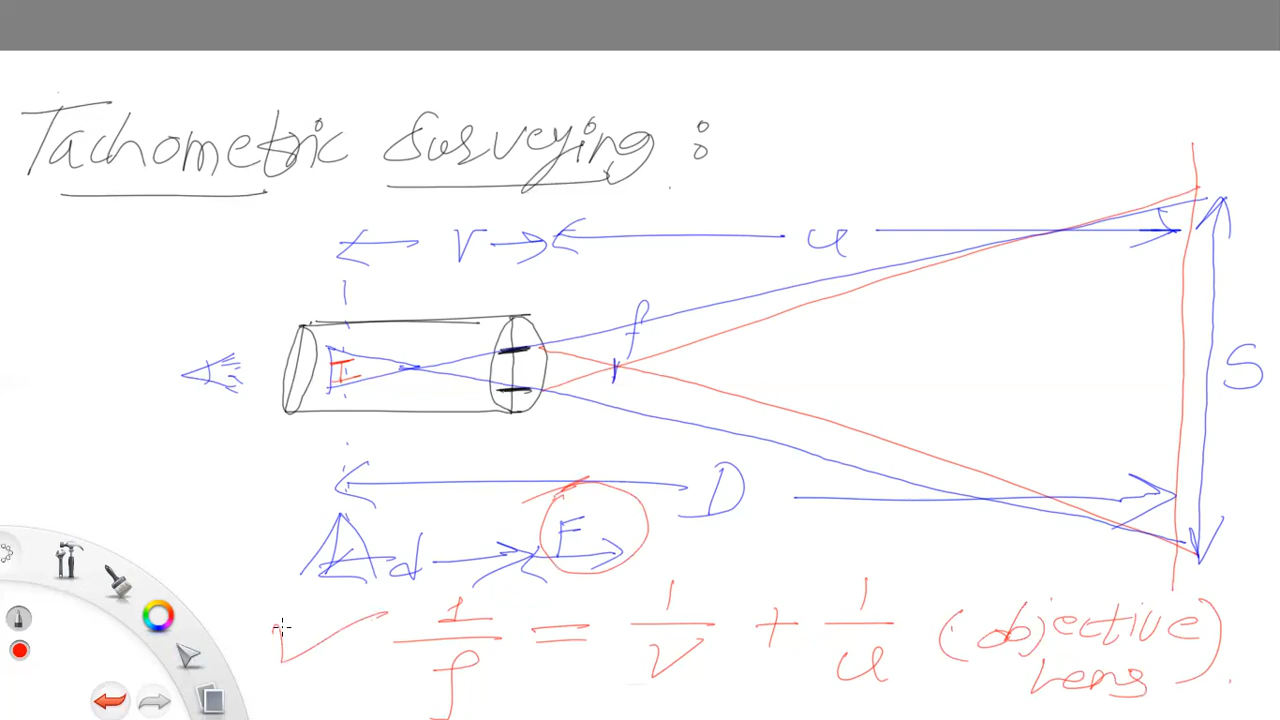 Tachometric Surveying :
V u
f
I
S
D
A d F
1/f = 1/v + 1/u (objective
lens).